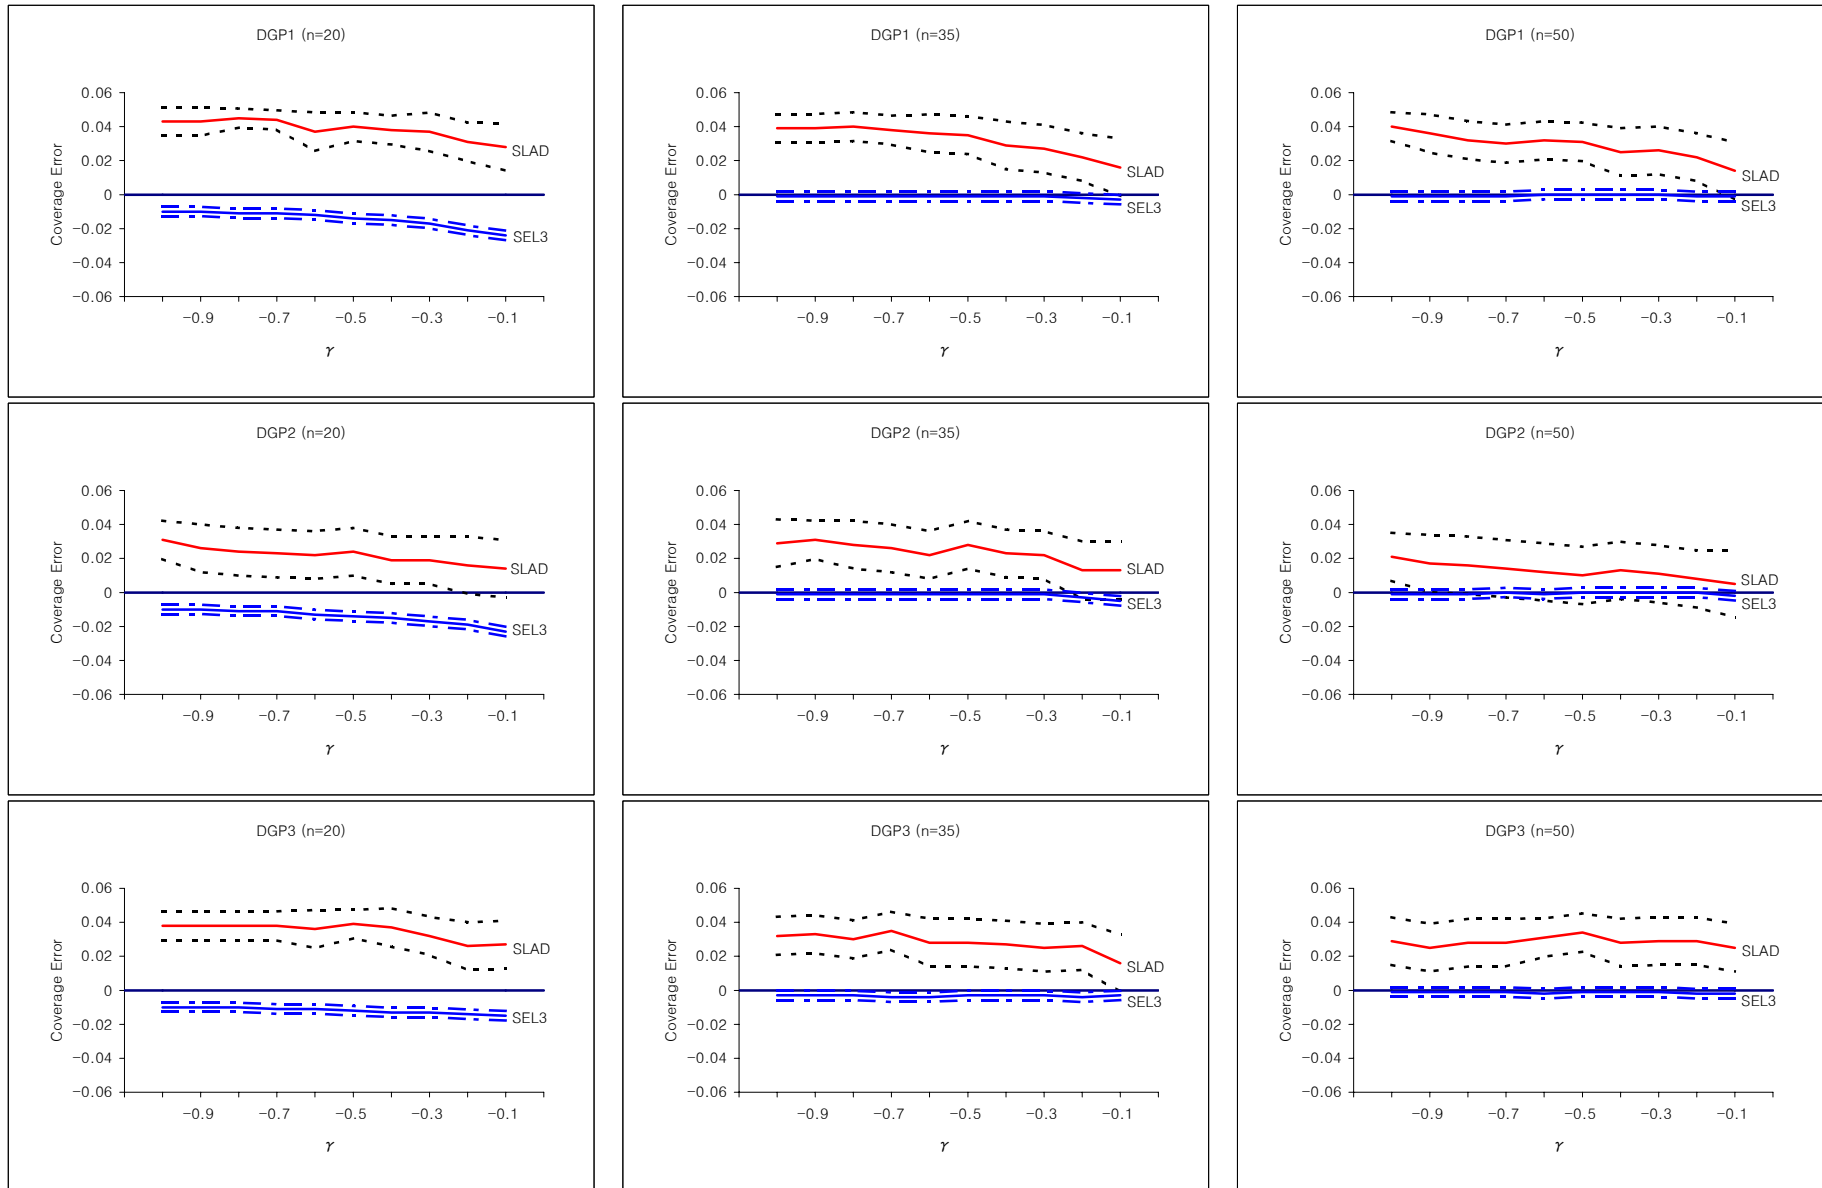 DGP1 (n=20)
Coverage Error
0.06
0.04
0.02
0
−0.02
−0.04
−0.06
SLAD
SEL3
−0.9 −0.7 −0.5 −0.3 −0.1
γ
DGP1 (n=35)
Coverage Error
0.06
0.04
0.02
0
−0.02
−0.04
−0.06
SLAD
SEL3
−0.9 −0.7 −0.5 −0.3 −0.1
γ
DGP1 (n=50)
Coverage Error
0.06
0.04
0.02
0
−0.02
−0.04
−0.06
SLAD
SEL3
−0.9 −0.7 −0.5 −0.3 −0.1
γ
DGP2 (n=20)
Coverage Error
0.06
0.04
0.02
0
−0.02
−0.04
−0.06
SLAD
SEL3
−0.9 −0.7 −0.5 −0.3 −0.1
γ
DGP2 (n=35)
Coverage Error
0.06
0.04
0.02
0
−0.02
−0.04
−0.06
SLAD
SEL3
−0.9 −0.7 −0.5 −0.3 −0.1
γ
DGP2 (n=50)
Coverage Error
0.06
0.04
0.02
0
−0.02
−0.04
−0.06
SLAD
SEL3
−0.9 −0.7 −0.5 −0.3 −0.1
γ
DGP3 (n=20)
Coverage Error
0.06
0.04
0.02
0
−0.02
−0.04
−0.06
SLAD
SEL3
−0.9 −0.7 −0.5 −0.3 −0.1
γ
DGP3 (n=35)
Coverage Error
0.06
0.04
0.02
0
−0.02
−0.04
−0.06
SLAD
SEL3
−0.9 −0.7 −0.5 −0.3 −0.1
γ
DGP3 (n=50)
Coverage Error
0.06
0.04
0.02
0
−0.02
−0.04
−0.06
SLAD
SEL3
−0.9 −0.7 −0.5 −0.3 −0.1
γ